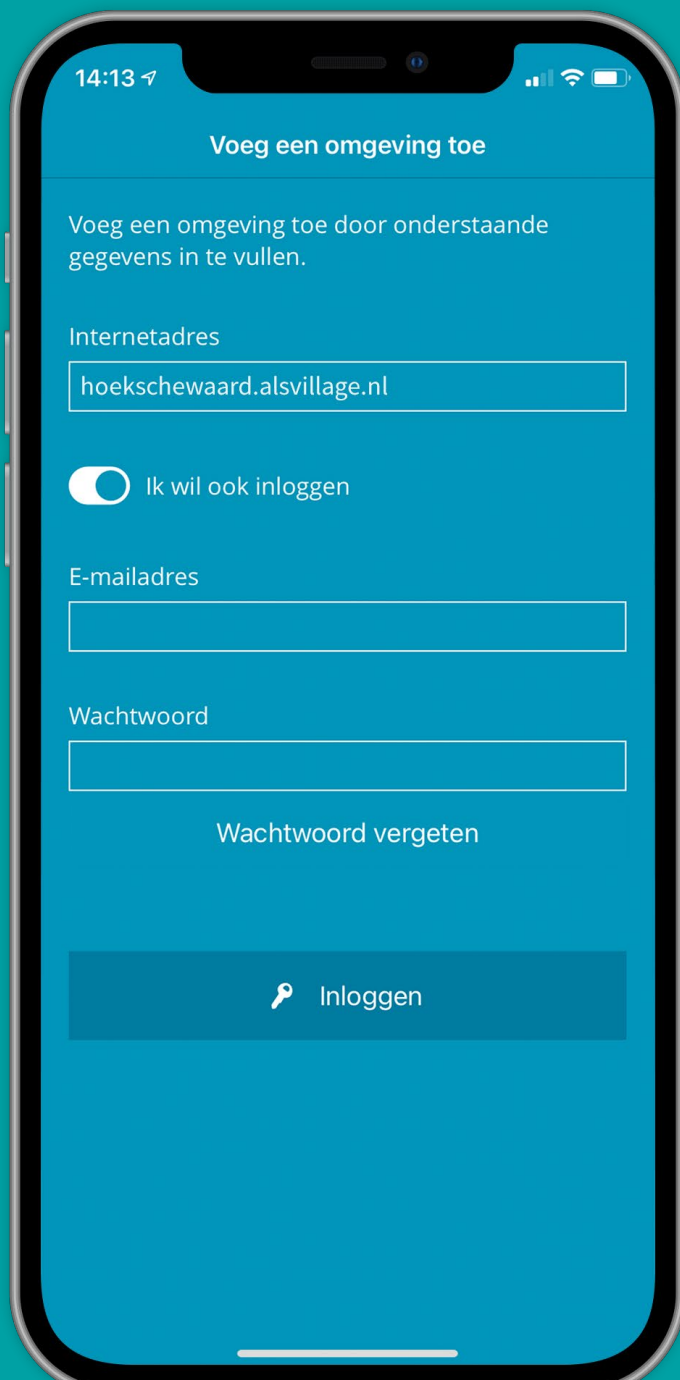 14:13
Voeg een omgeving toe
Voeg een omgeving toe door onderstaande
gegevens in te vullen.
Internetadres
hoekschewaard.alsvillage.nl
Ik wil ook inloggen
E-mailadres
Wachtwoord
Wachtwoord vergeten
Inloggen